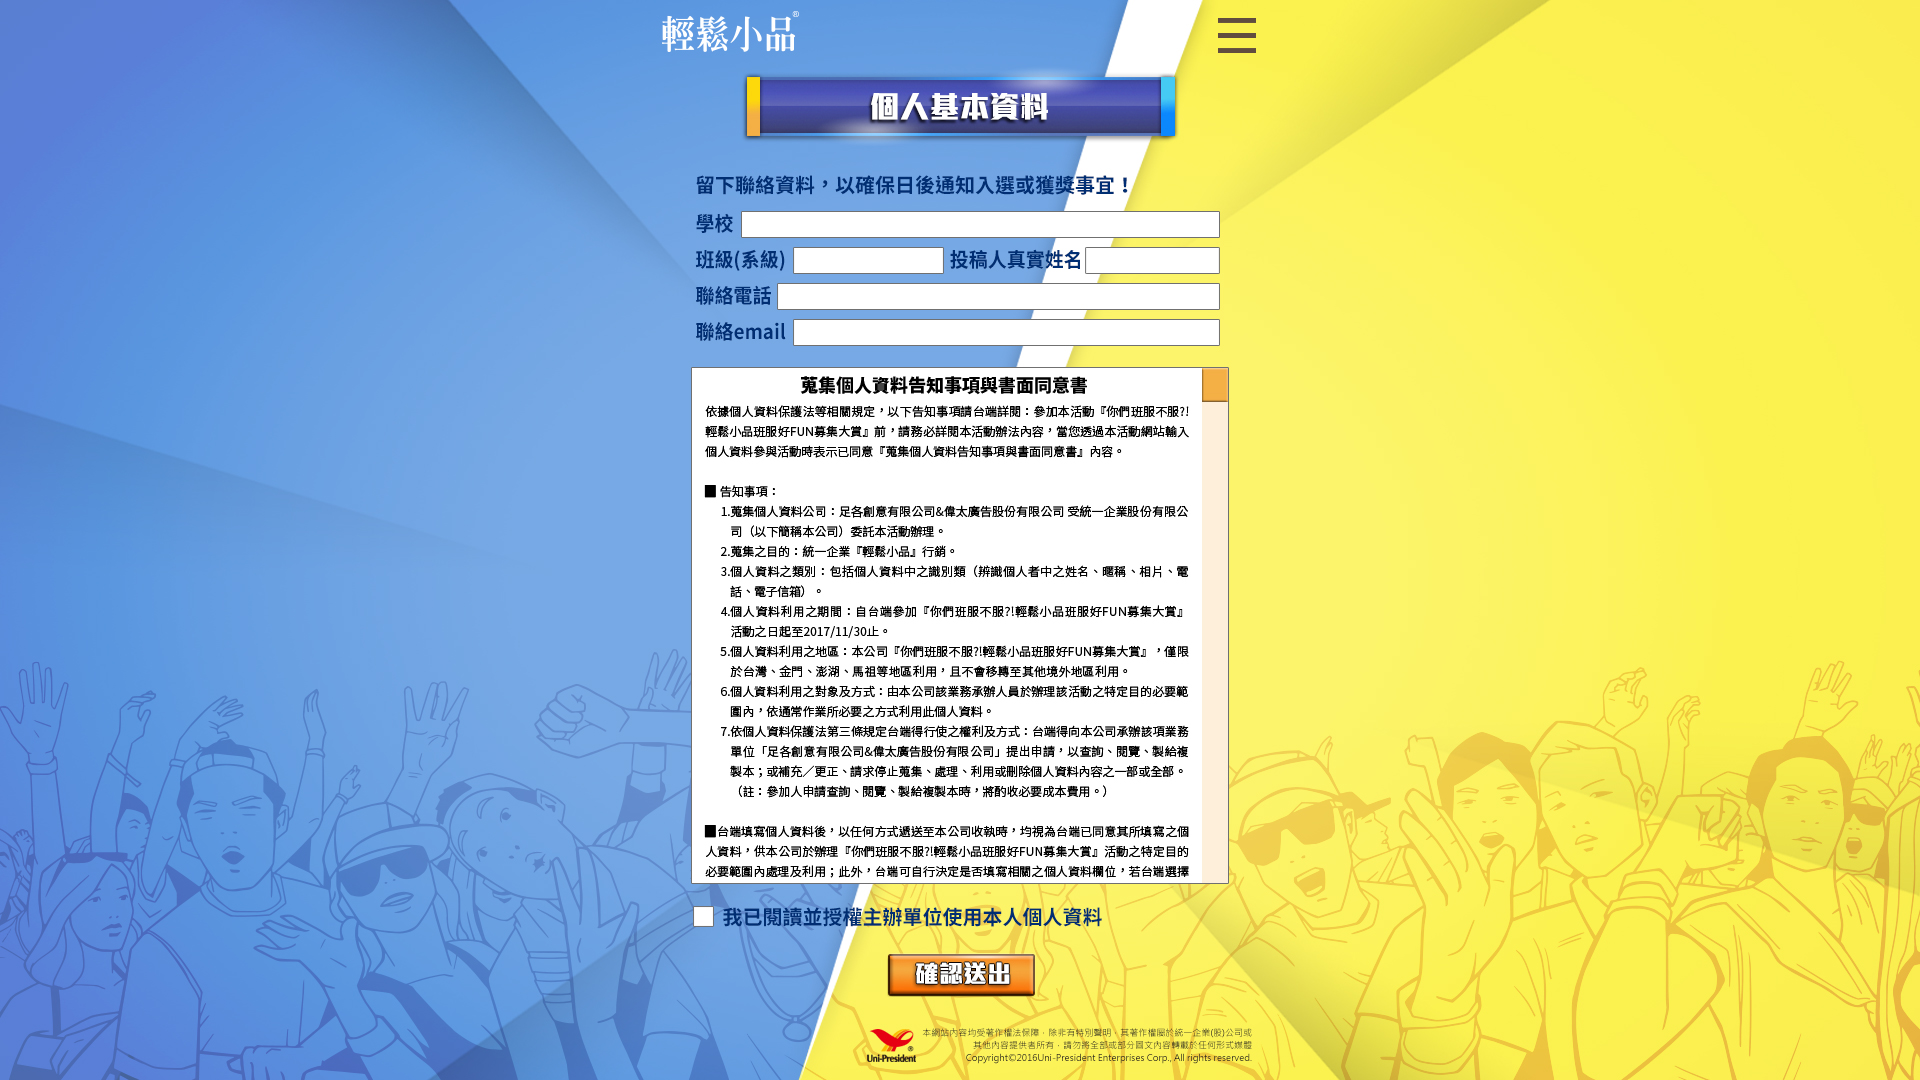 輕鬆小品®
個人基本資料
留下聯絡資料，以確保日後通知入選或獲獎事宜！
學校
班級(系級) 投稿人真實姓名
聯絡電話
聯絡email
蒐集個人資料告知事項與書面同意書
依據個人資料保護法等相關規定，以下告知事項請台端詳閱：參加本活動『你們班服不服?!
輕鬆小品班服好FUN募集大賞』前，請務必詳閱本活動辦法內容，當您透過本活動網站輸入
個人資料參與活動時表示已同意『蒐集個人資料告知事項與書面同意書』內容。
■ 告知事項：
1.蒐集個人資料公司：足各創意有限公司&偉太廣告股份有限公司 受統一企業股份有限公
司（以下簡稱本公司）委託本活動辦理。
2.蒐集之目的：統一企業『輕鬆小品』行銷。
3.個人資料之類別：包括個人資料中之識別類（辨識個人者中之姓名、暱稱、相片、電
話、電子信箱）。
4.個人資料利用之期間：自台端參加『你們班服不服?!輕鬆小品班服好FUN募集大賞』
活動之日起至2017/11/30止。
5.個人資料利用之地區：本公司『你們班服不服?!輕鬆小品班服好FUN募集大賞』，僅限
於台灣、金門、澎湖、馬祖等地區利用，且不會移轉至其他境外地區利用。
6.個人資料利用之對象及方式：由本公司該業務承辦人員於辦理該活動之特定目的必要範
圍內，依通常作業所必要之方式利用此個人資料。
7.依個人資料保護法第三條規定台端得行使之權利及方式：台端得向本公司承辦該項業務
單位「足各創意有限公司&偉太廣告股份有限公司」提出申請，以查詢、閱覽、製給複
製本；或補充／更正、請求停止蒐集、處理、利用或刪除個人資料內容之一部或全部。
（註：參加人申請查詢、閱覽、製給複製本時，將酌收必要成本費用。）
■台端填寫個人資料後，以任何方式遞送至本公司收執時，均視為台端已同意其所填寫之個
人資料，供本公司於辦理『你們班服不服?!輕鬆小品班服好FUN募集大賞』活動之特定目的
必要範圍內處理及利用；此外，台端可自行決定是否填寫相關之個人資料欄位，若台端選擇
我已閱讀並授權主辦單位使用本人個人資料
確認送出
Uni-President®
本網站內容均受著作權法保障．除非有特別聲明．其著作權屬於統一企業(股)公司或
其他內容提供者所有．請勿將全部或部分圖文內容轉載於任何形式媒體
Copyright©2016Uni-President Enterprises Corp., All rights reserved.